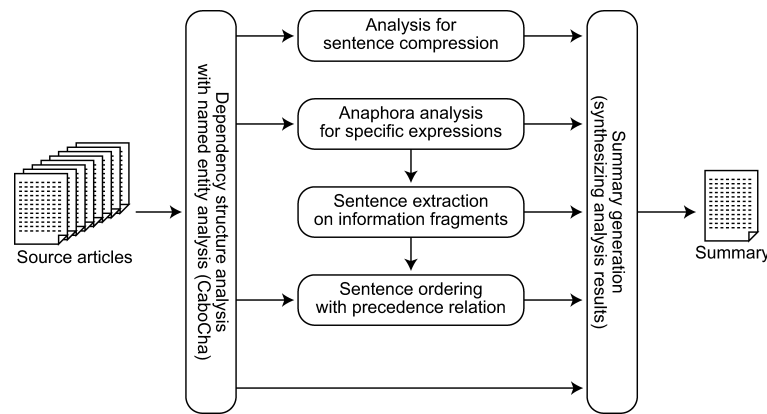 Source articles
Dependency structure analysis
with named entity analysis (CaboCha)
Analysis for
sentence compression
Anaphora analysis
for specific expressions
Sentence extraction
on information fragments
Sentence ordering
with precedence relation
Summary generation
(synthesizing analysis results)
Summary